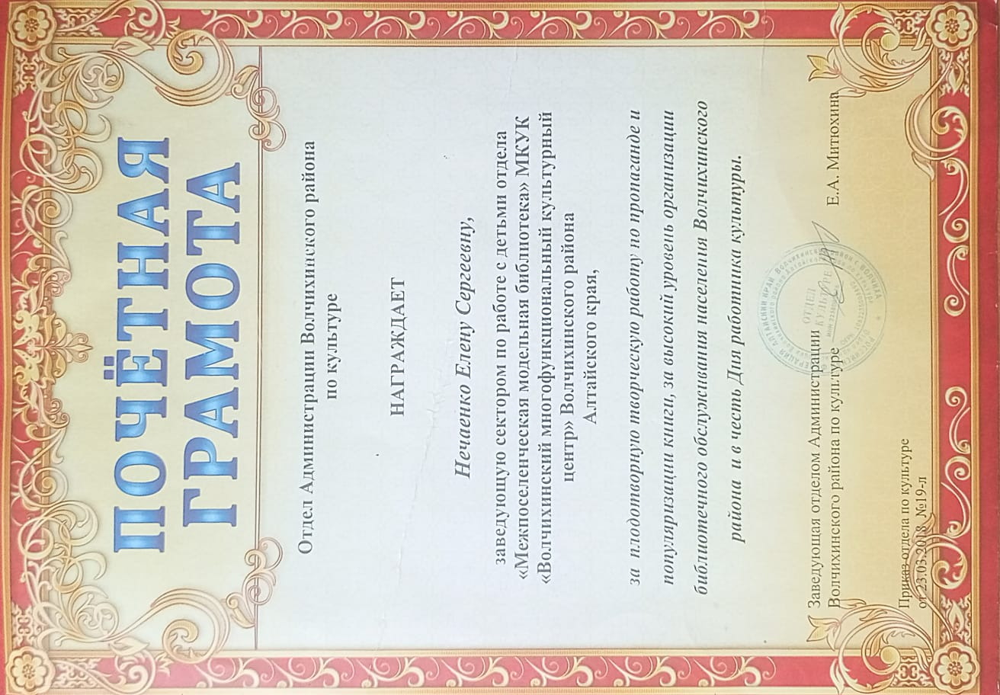 ПОЧЁТНАЯ
ГРАМОТА
Отдел Администрации Волчихинского района
по культуре
НАГРАЖДАЕТ
Нечаенко Елену Сергеевну,
заведующую сектором по работе с детьми отдела
«Межпоселенческая модельная библиотека» МКУК
«Волчихинский многофункциональный культурный
центр» Волчихинского района
Алтайского края,
за плодотворную творческую работу по пропаганде и
популяризации книги, за высокий уровень организации
библиотечного обслуживания населения Волчихинского
района и в честь Дня работника культуры.
Заведующая отделом Администрации
Волчихинского района по культуре Е.А. Митюхина
ОТДЕЛ
КУЛЬТУРЕ
Приказ отдела по культуре
от 23.03.2018 №19-л